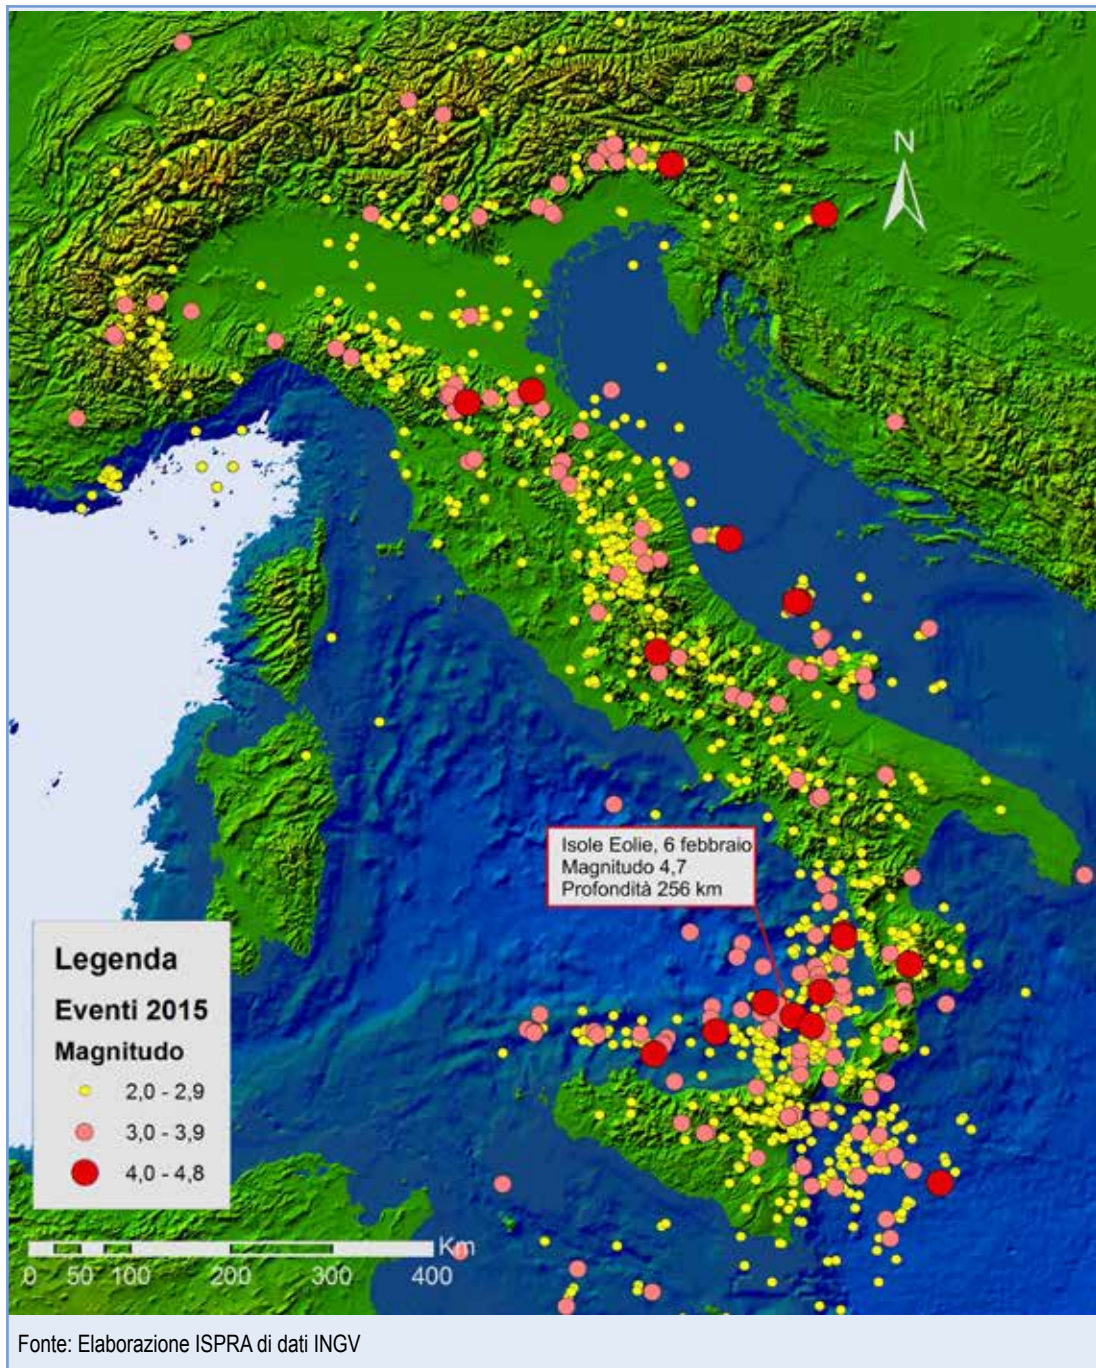 N
Isole Eolie, 6 febbraio
Magnitudo 4,7
Profondità 256 km
Legenda
Eventi 2015
Magnitudo
2,0 - 2,9
3,0 - 3,9
4,0 - 4,8
Km
0 50 100 200 300 400
Fonte: Elaborazione ISPRA di dati INGV